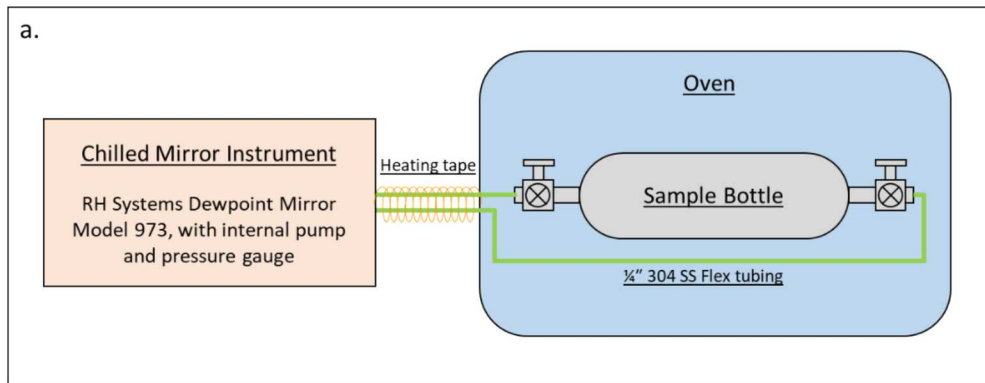 a.
Oven
Chilled Mirror Instrument
RH Systems Dewpoint Mirror
Model 973, with internal pump
and pressure gauge
Heating tape
Sample Bottle
¼” 304 SS Flex tubing